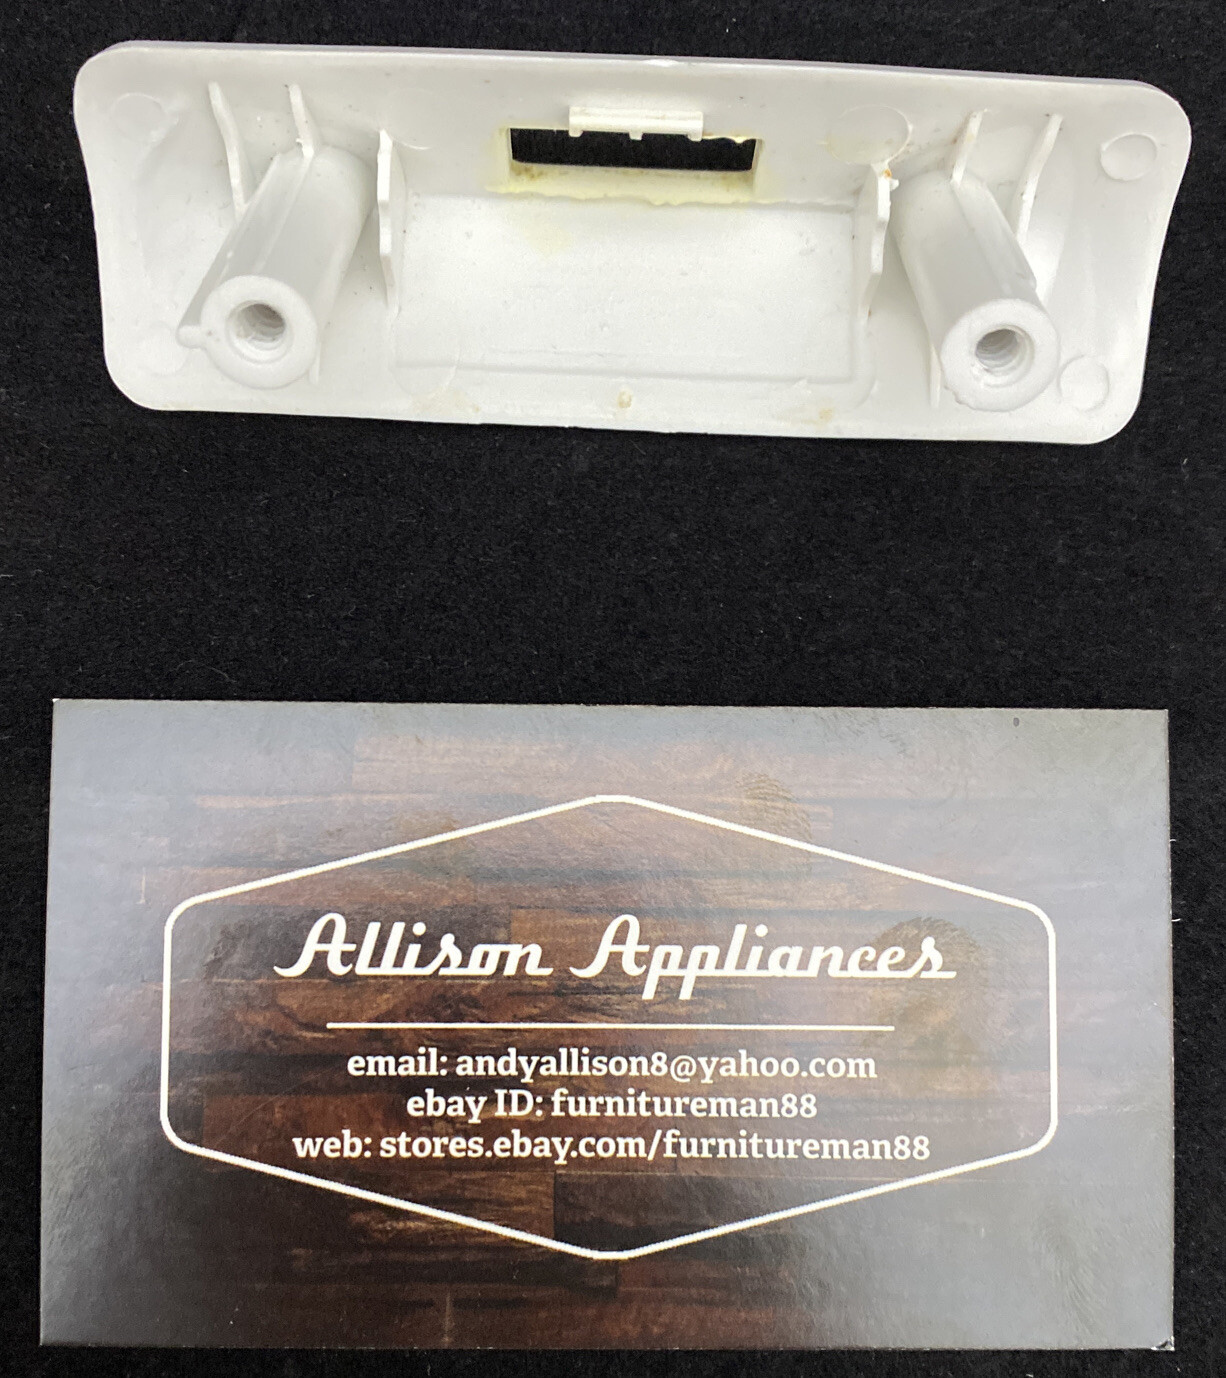 Allison Appliances
email: andyallison8@yahoo.com
ebay ID: furnitureman88
web: stores.ebay.com/furnitureman88